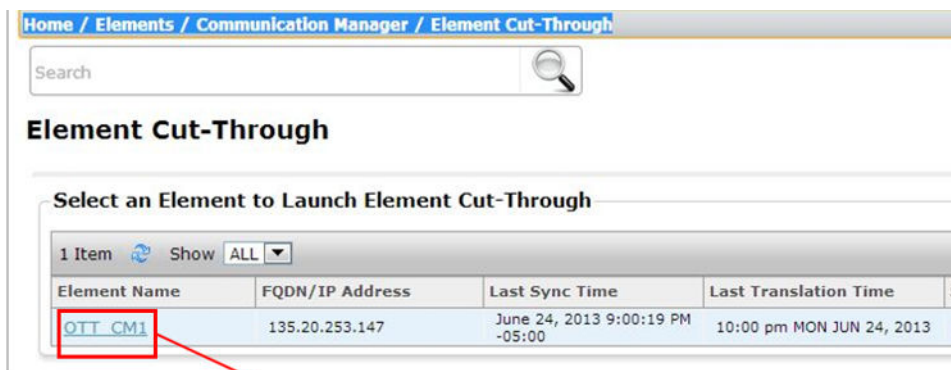 Home / Elements / Communication Manager / Element Cut-Through
Search
Element Cut-Through
Select an Element to Launch Element Cut-Through
1 Item Show ALL
Element Name FQDN/IP Address Last Sync Time Last Translation Time
OTT_CM1 135.20.253.147 June 24, 2013 9:00:19 PM 10:00 pm MON JUN 24, 2013
-05:00